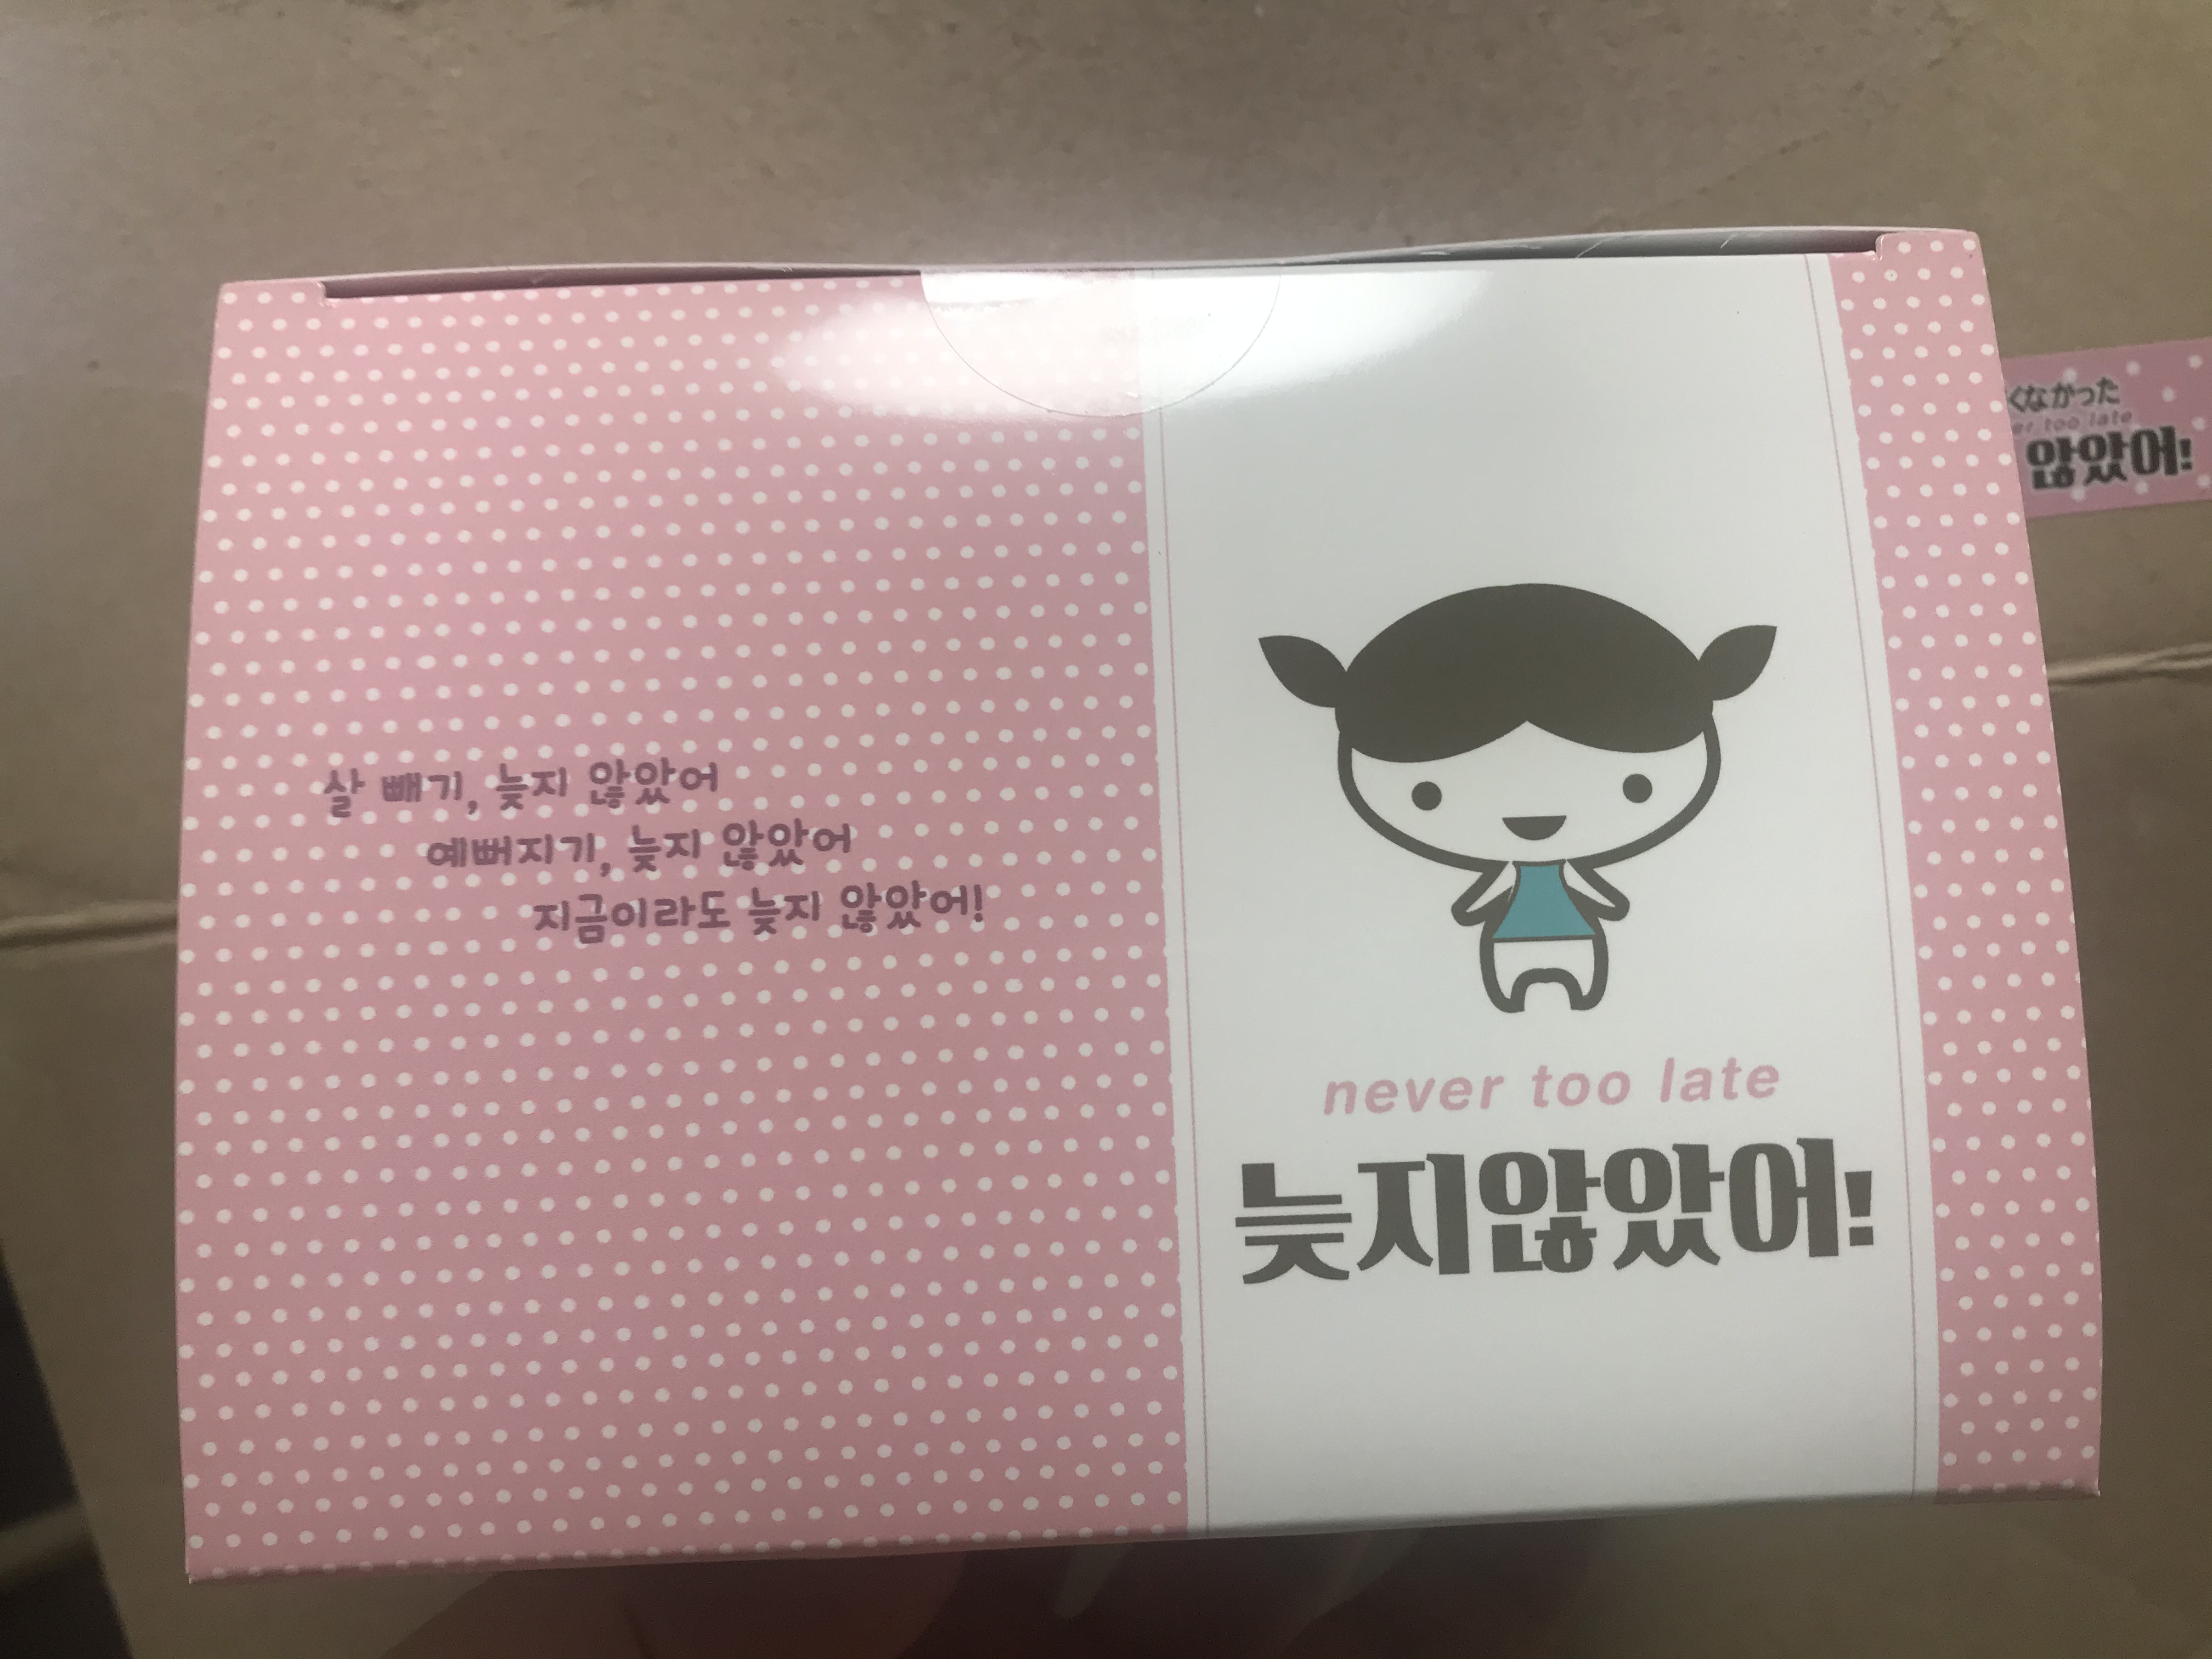 살 빼기, 늦지 않았어
예뻐지기, 늦지 않았어
지금이라도 늦지 않았어!
never too late
늦지않았어!
くなかった
er too late
않았어!